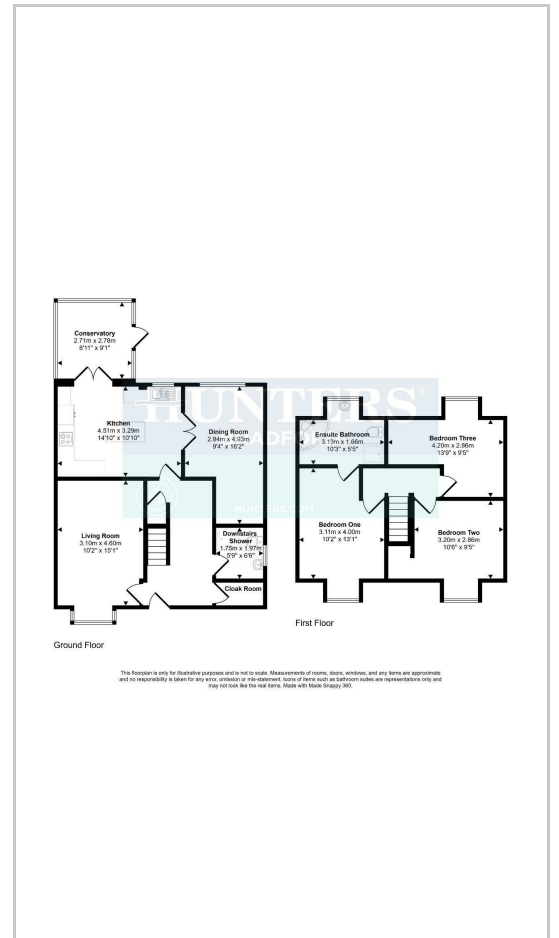 Conservatory
2.71m x 2.78m
8'11" x 9'1"
Kitchen
4.51m x 3.29m
14'10" x 10'10"
Dining Room
2.84m x 4.93m
9'4" x 16'2"
Living Room
3.10m x 4.60m
10'2" x 15'1"
Downstairs
Shower
1.75m x 1.97m
5'9" x 6'6"
Cloak Room
Ground Floor
HUNTERS®
HUNTERS.COM
Ensuite Bathroom
3.13m x 1.66m
10'3" x 5'5"
Bedroom Three
4.20m x 2.86m
13'9" x 9'5"
Bedroom One
3.11m x 4.00m
10'2" x 13'1"
Bedroom Two
3.20m x 2.86m
10'6" x 9'5"
First Floor
This floorplan is only for illustrative purposes and is not to scale. Measurements of rooms, doors, windows, and any items are approximate
and no responsibility is taken for any error, omission or mis-statement. Icons of items such as bathroom suites are representations only and
may not look like the real items. Made with Made Snappy 360.